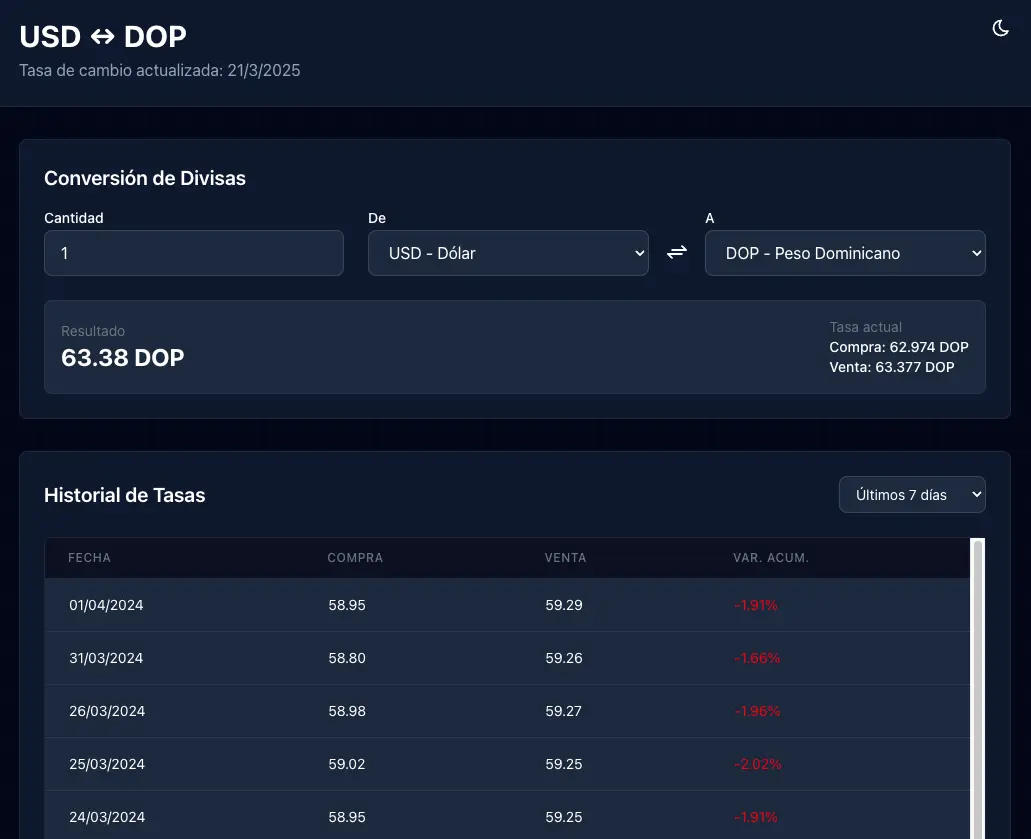 USD ↔ DOP
Tasa de cambio actualizada: 21/3/2025
Conversión de Divisas
Cantidad De A
1 USD - Dólar DOP - Peso Dominicano
Resultado
63.38 DOP
Tasa actual
Compra: 62.974 DOP
Venta: 63.377 DOP
Historial de Tasas Últimos 7 días
FECHA COMPRA VENTA VAR. ACUM.
01/04/2024 58.95 59.29 -1.91%
31/03/2024 58.80 59.26 -1.66%
26/03/2024 58.98 59.27 -1.96%
25/03/2024 59.02 59.25 -2.02%
24/03/2024 58.95 59.25 -1.91%